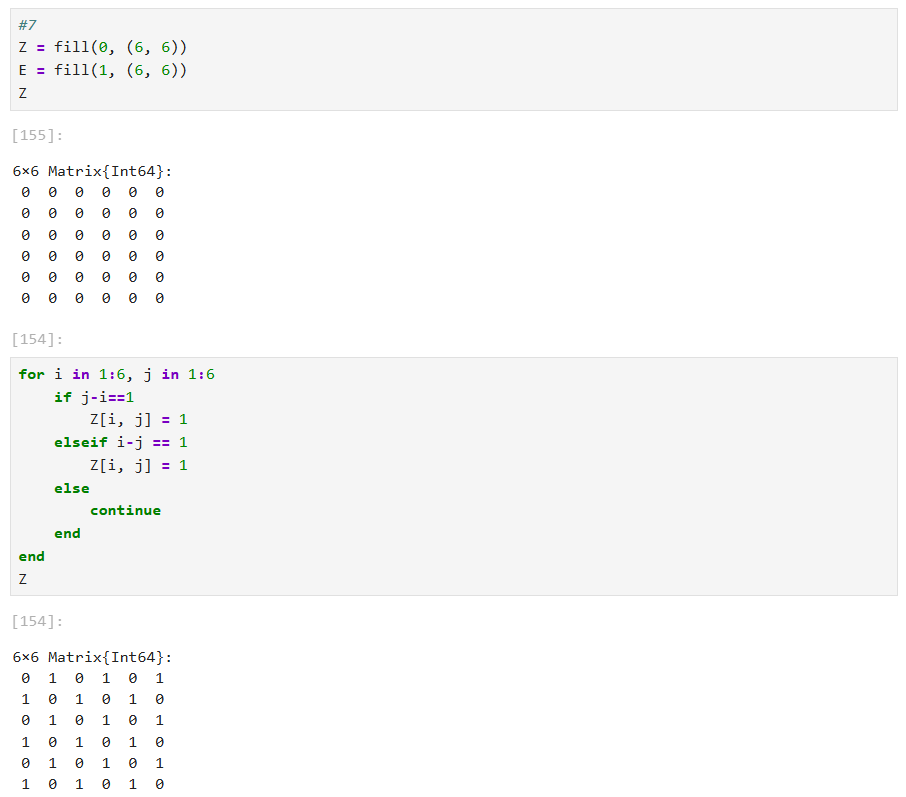 #7
Z = fill(0, (6, 6))
E = fill(1, (6, 6))
Z
[155]:
6×6 Matrix{Int64}:
0 0 0 0 0 0
0 0 0 0 0 0
0 0 0 0 0 0
0 0 0 0 0 0
0 0 0 0 0 0
0 0 0 0 0 0
[154]:
for i in 1:6, j in 1:6
    if j-i==1
        Z[i, j] = 1
    elseif i-j == 1
        Z[i, j] = 1
    else
        continue
    end
end
Z
[154]:
6×6 Matrix{Int64}:
0 1 0 1 0 1
1 0 1 0 1 0
0 1 0 1 0 1
1 0 1 0 1 0
0 1 0 1 0 1
1 0 1 0 1 0